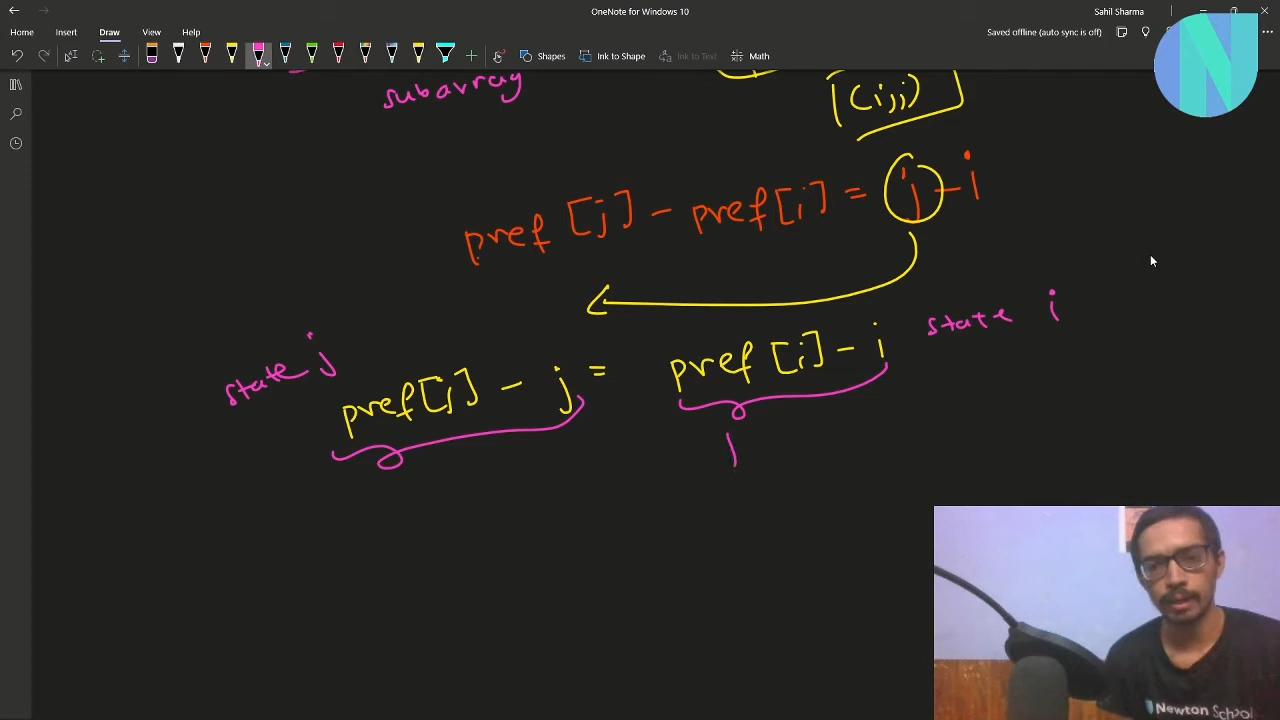 OneNote for Windows 10
Sahil Sharma
Home Insert Draw View Help
Saved offline (auto sync is off)
Shapes Ink to Shape Ink to Text Math
subarray
(i,j)
pref [j] - pref[i] = j - i
state j
state i
pref[j] - j = pref [i] - i
Newton School